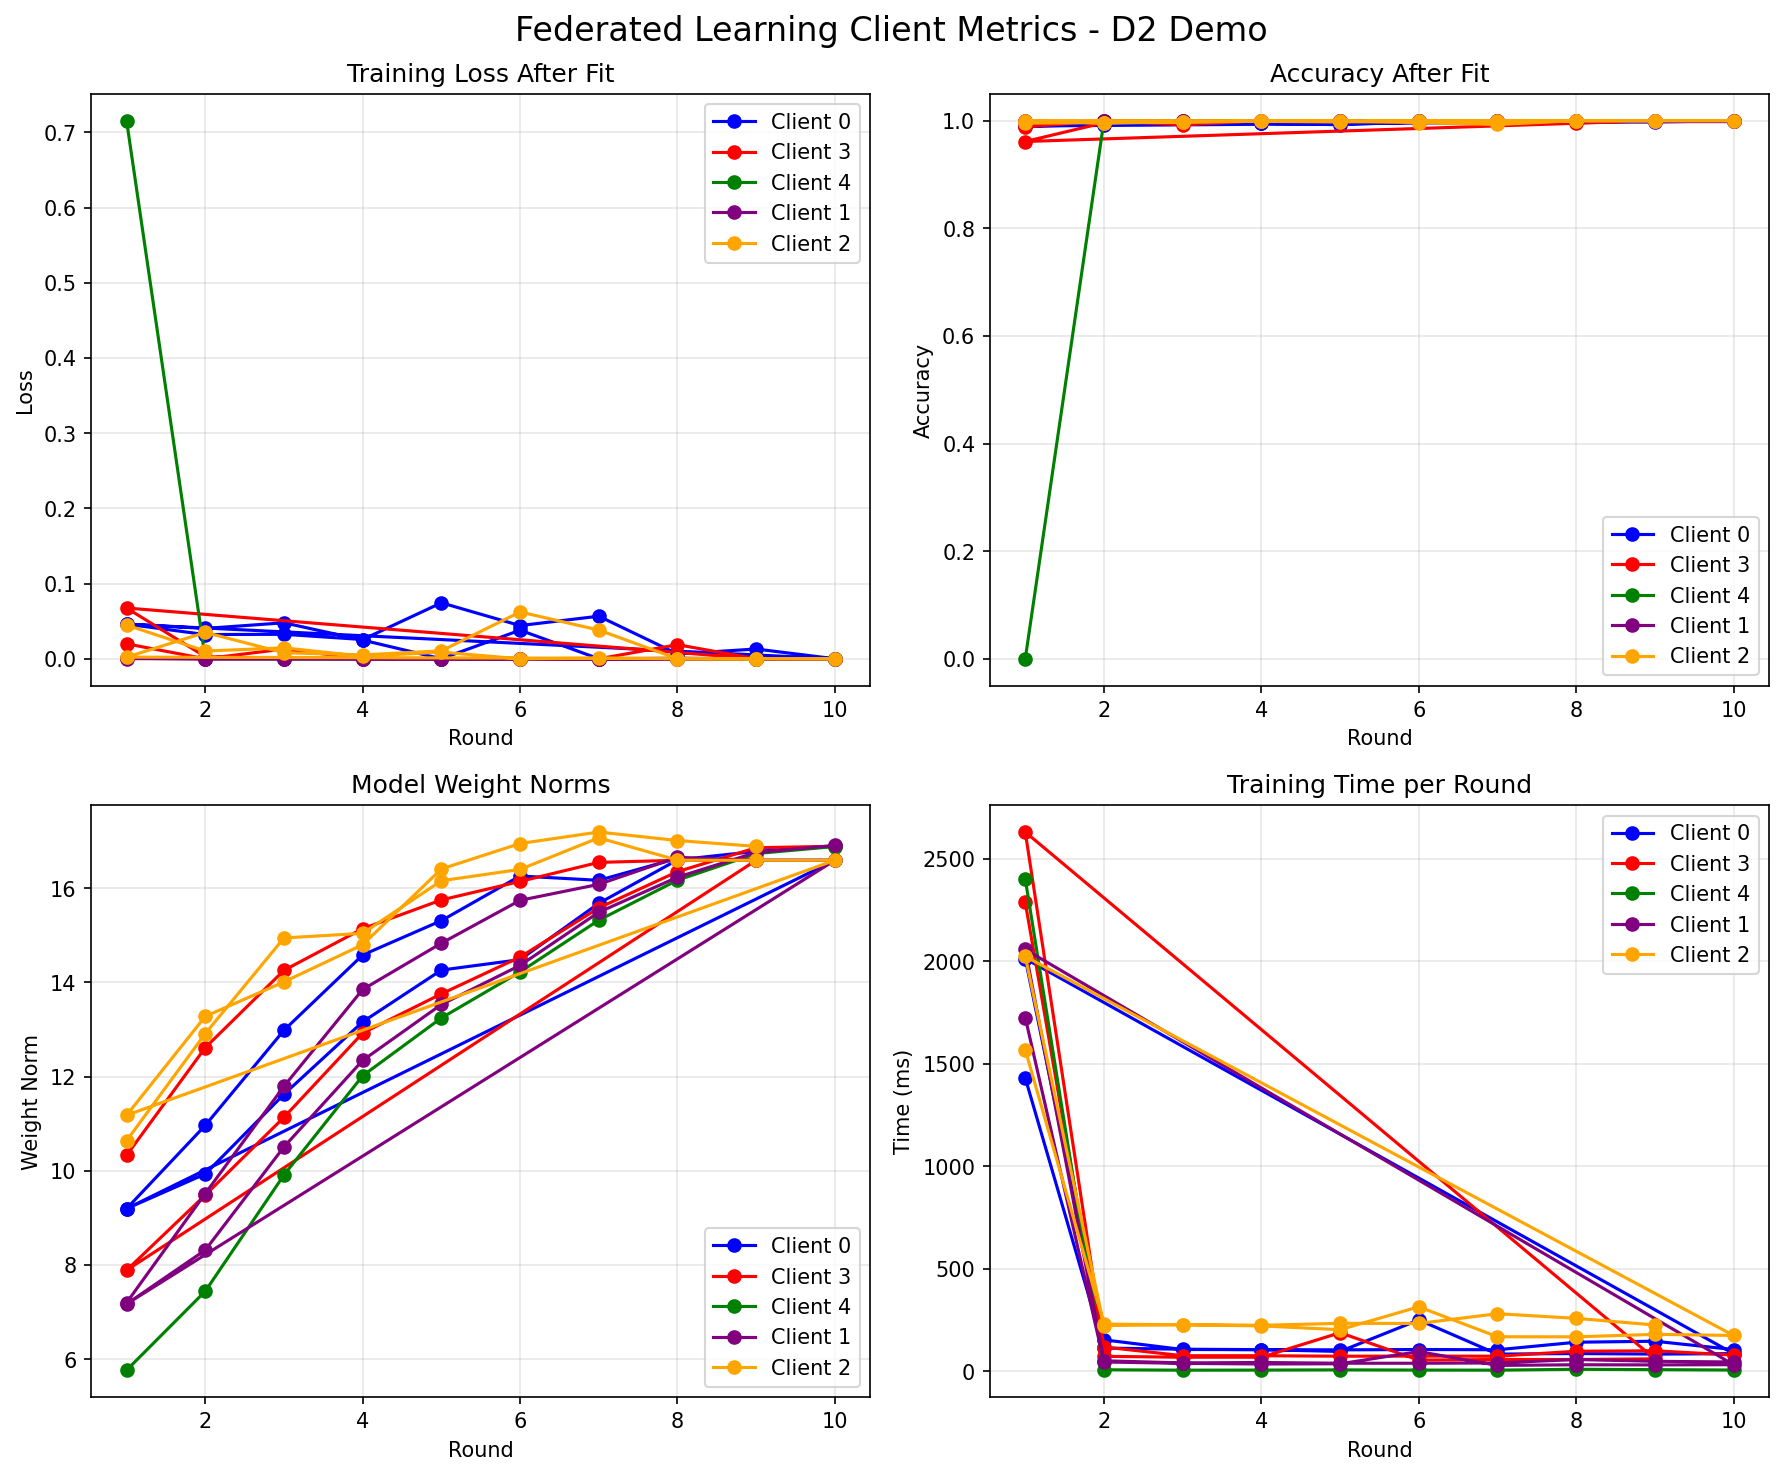 Federated Learning Client Metrics - D2 Demo
Training Loss After Fit
Loss
0.7
0.6
0.5
0.4
0.3
0.2
0.1
0.0
2 4 6 8 10
Round
Client 0
Client 3
Client 4
Client 1
Client 2
Accuracy After Fit
Accuracy
1.0
0.8
0.6
0.4
0.2
0.0
2 4 6 8 10
Round
Client 0
Client 3
Client 4
Client 1
Client 2
Model Weight Norms
Weight Norm
16
14
12
10
8
6
2 4 6 8 10
Round
Client 0
Client 3
Client 4
Client 1
Client 2
Training Time per Round
Time (ms)
2500
2000
1500
1000
500
0
2 4 6 8 10
Round
Client 0
Client 3
Client 4
Client 1
Client 2